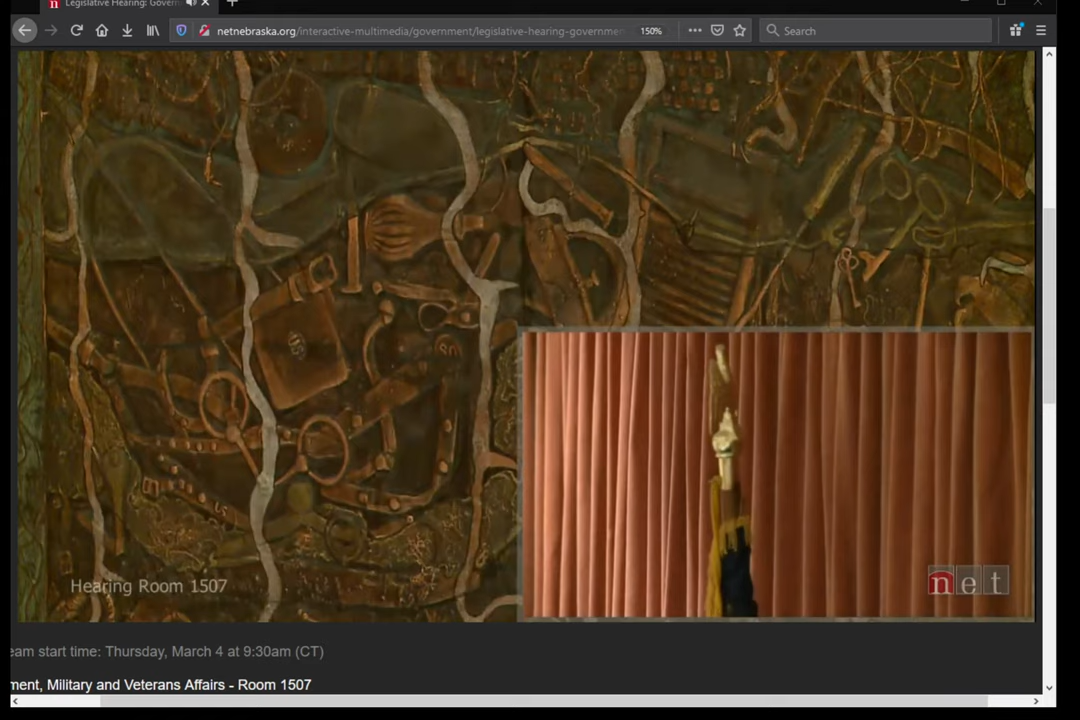 Legislative Hearing: Govern
netnebraska.org/interactive-multimedia/government/legislative-hearing-governme
150%
Search
Hearing Room 1507
net
eam start time: Thursday, March 4 at 9:30am (CT)
ment, Military and Veterans Affairs - Room 1507